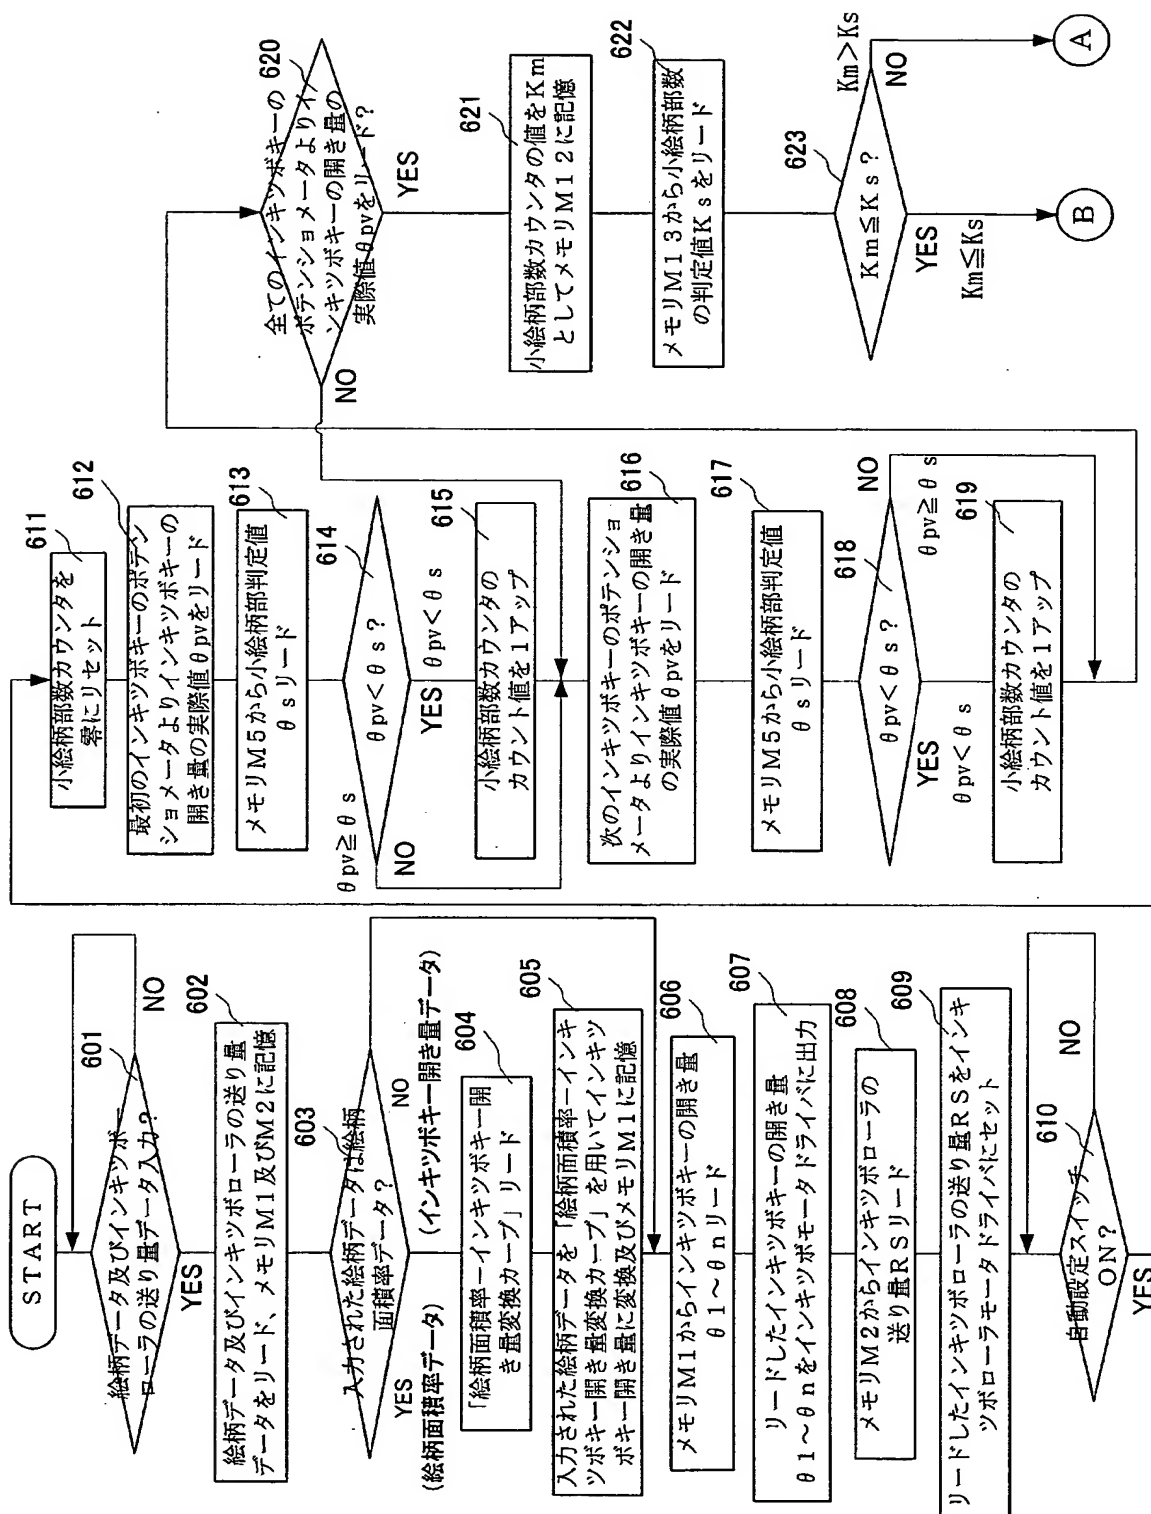 START
絵柄データ及びインキツボ
ローラの送り量データ入力?
601
NO
YES
絵柄データ及びインキツボローラの送り量
データをリード、メモリM1及びM2に記憶
602
入力された絵柄データは絵柄
面積率データ?
603
YES
(絵柄面積率データ)
NO
(インキツボキー開き量データ)
「絵柄面積率-インキツボキー開
き量変換カーブ」リード
604
入力された絵柄データを「絵柄面積率-インキ
ツボキー開き量変換カーブ」を用いてインキツ
ボキー開き量に変換及びメモリM1に記憶
605
メモリM1からインキツボキーの開き量
θ1～θnリード
606
リードしたインキツボキーの開き量
θ1～θnをインキツボモータドライバに出力
607
メモリM2からインキツボローラの
送り量RSリード
608
リードしたインキツボローラの送り量RSをインキ
ツボローラモータドライバにセット
609
自動設定スイッチ
ON?
610
NO
YES
小絵柄部数カウンタを
零にリセット
611
最初のインキツボキーのポテン
ショメータよりインキツボキーの
開き量の実際値θpvをリード
612
メモリM5から小絵柄部判定値
θsリード
613
θpv<θs?
614
θpv≧θs
NO
YES
θpv<θs
小絵柄部数カウンタの
カウント値を1アップ
615
次のインキツボキーのポテンショ
メータよりインキツボキーの開き量
の実際値θpvをリード
616
メモリM5から小絵柄部判定値
θsリード
617
θpv<θs?
618
NO
θpv≧θs
YES
θpv<θs
小絵柄部数カウンタの
カウント値を1アップ
619
全てのインキツボキーの
ポテンショメータよりイ
ンキツボキーの開き量の
実際値θpvをリード?
620
NO
YES
小絵柄部数カウンタの値をKm
としてメモリM12に記憶
621
メモリM13から小絵柄部数
の判定値Ksをリード
622
Km≦Ks?
623
Km>Ks
NO
YES
Km≦Ks
A
B